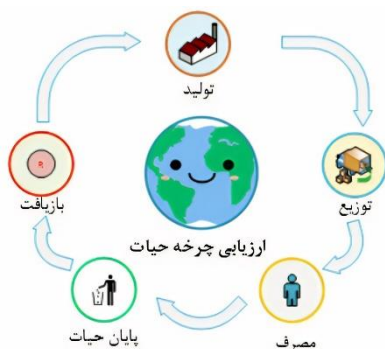 تولید
توزیع
مصرف
پایان حیات
بازیافت
ارزیابی چرخه حیات